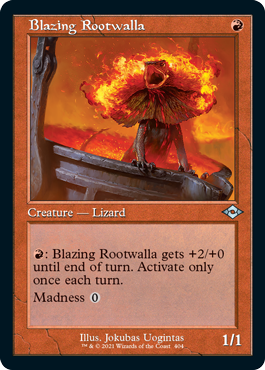 Blazing Rootwalla
Creature — Lizard
: Blazing Rootwalla gets +2/+0
until end of turn. Activate only
once each turn.
Madness 0
Illus. Jokubas Uogintas
™ & © 2021 Wizards of the Coast 404
1/1